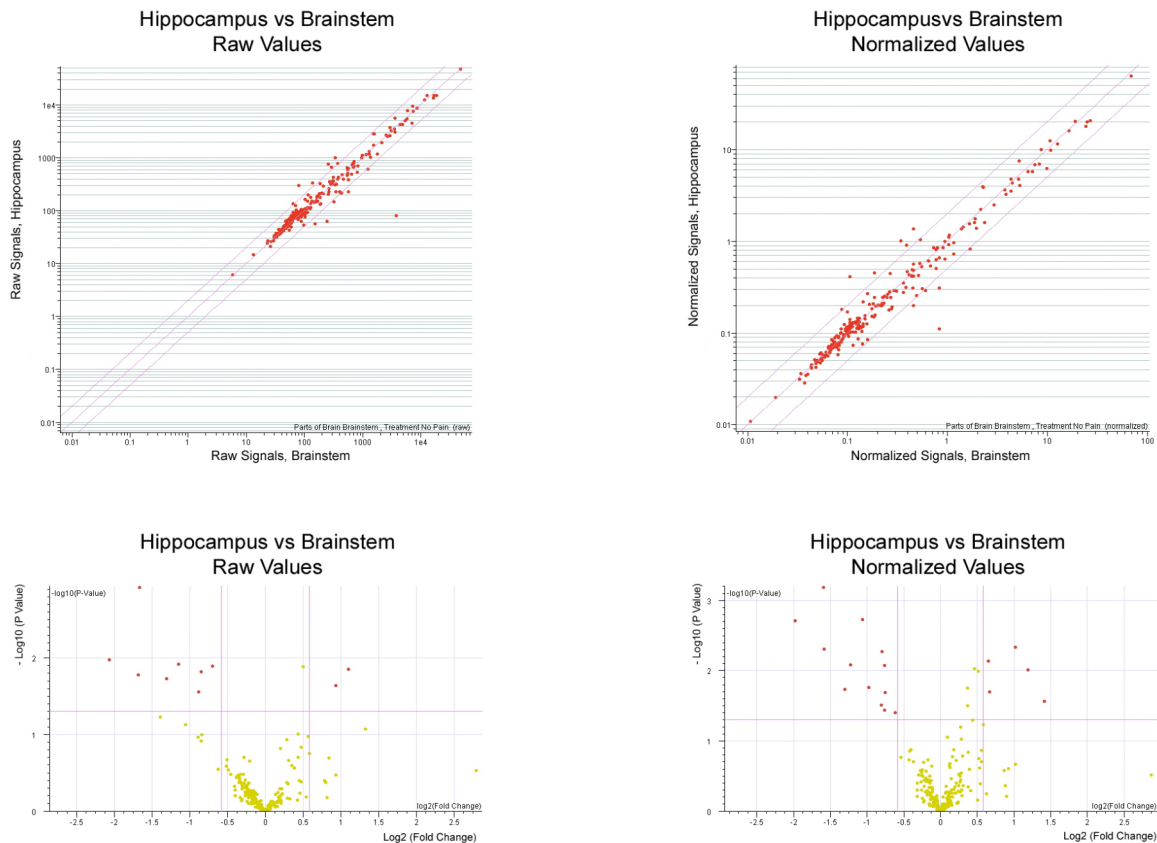 Hippocampus vs Brainstem
Raw Values
Raw Signals, Hippocampus
1e4
1000
100
10
1
0.1
0.01
Parts of Brain Brainstem , Treatment No Pain (raw)
0.01 0.1 1 10 100 1000 1e4
Raw Signals, Brainstem
Hippocampusvs Brainstem
Normalized Values
Normalized Signals, Hippocampus
10
1
0.1
0.01
Parts of Brain Brainstem , Treatment No Pain (normalized)
0.01 0.1 1 10 100
Normalized Signals, Brainstem
Hippocampus vs Brainstem
Raw Values
-log10(P-Value)
- Log10 (P Value)
2
1
0
log2(Fold Change)
-2.5 -2 -1.5 -1 -0.5 0 0.5 1 1.5 2 2.5
Log2 (Fold Change)
Hippocampus vs Brainstem
Normalized Values
-log10(P-Value)
- Log10 (P Value)
3
2
1
0
log2(Fold Change)
-2.5 -2 -1.5 -1 -0.5 0 0.5 1 1.5 2 2.5
Log2 (Fold Change)